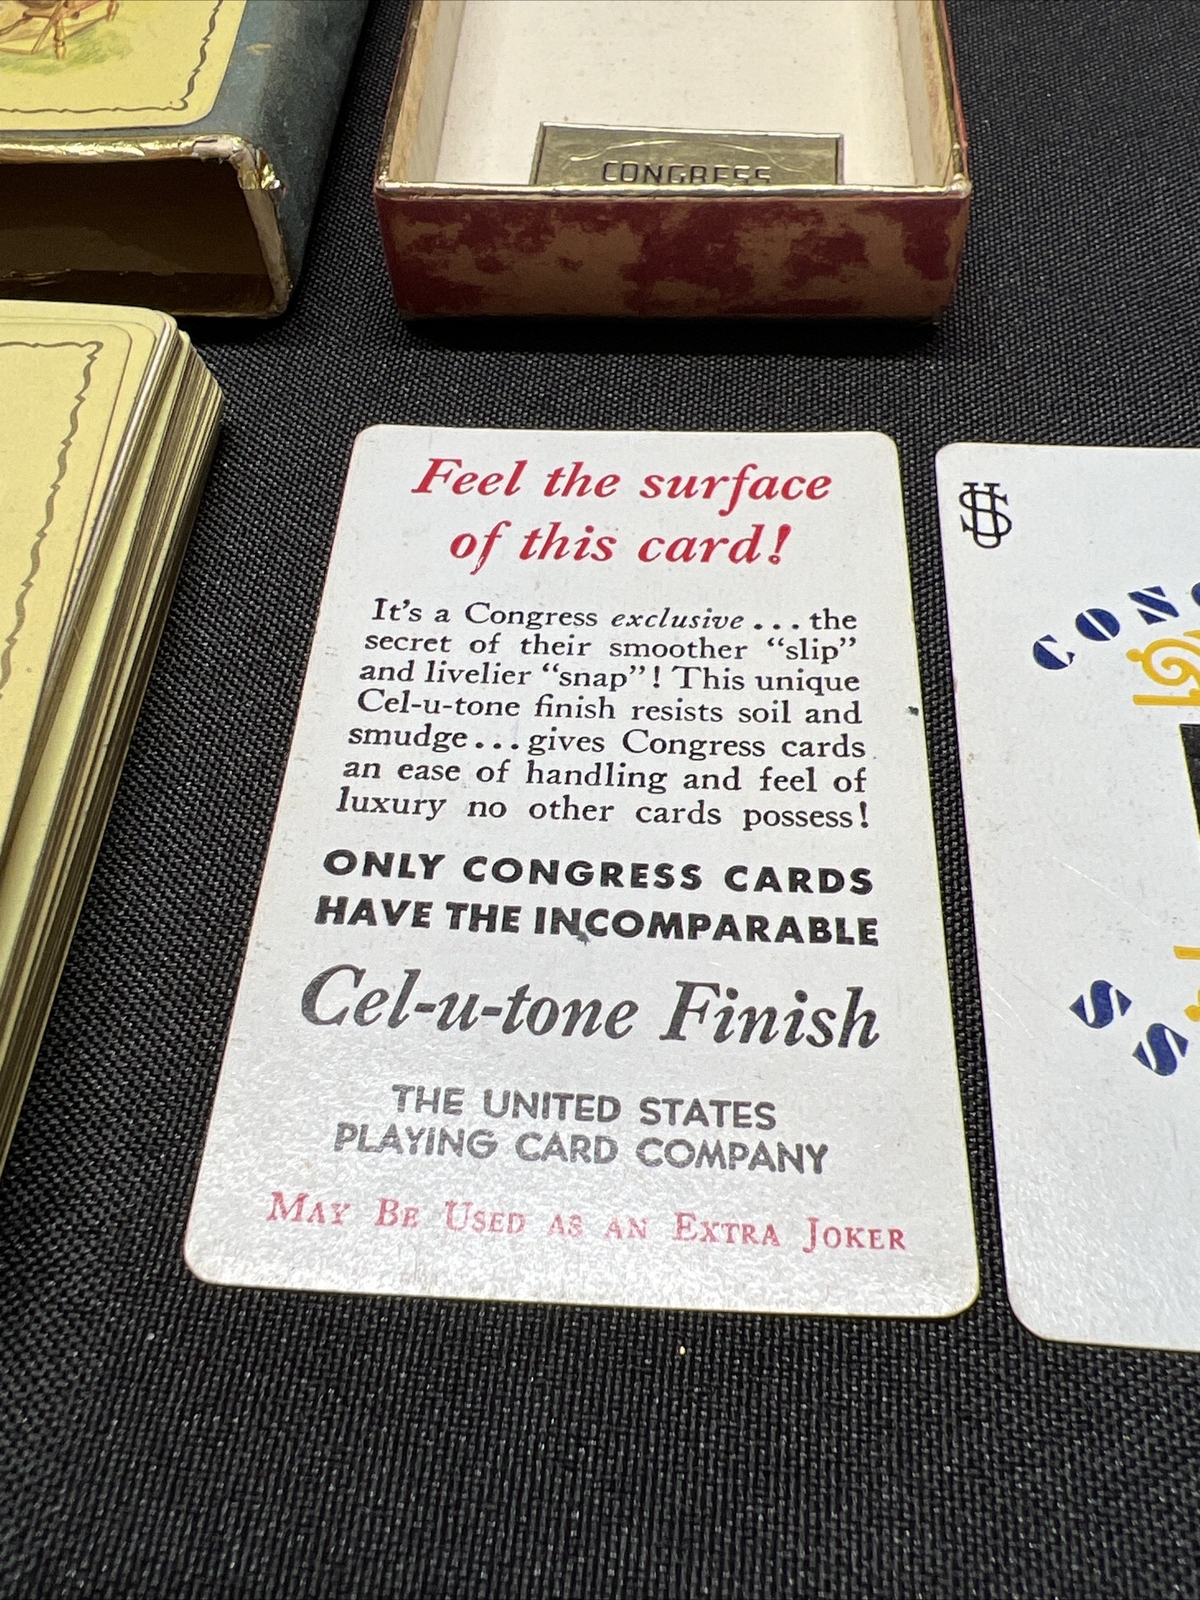 CONGRESS
Feel the surface
of this card!
It's a Congress exclusive...the
secret of their smoother "slip"
and livelier "snap"! This unique
Cel-u-tone finish resists soil and
smudge...gives Congress cards
an ease of handling and feel of
luxury no other cards possess!
ONLY CONGRESS CARDS
HAVE THE INCOMPARABLE
Cel-u-tone Finish
THE UNITED STATES
PLAYING CARD COMPANY
MAY BE USED AS AN EXTRA JOKER
US
CON
SS